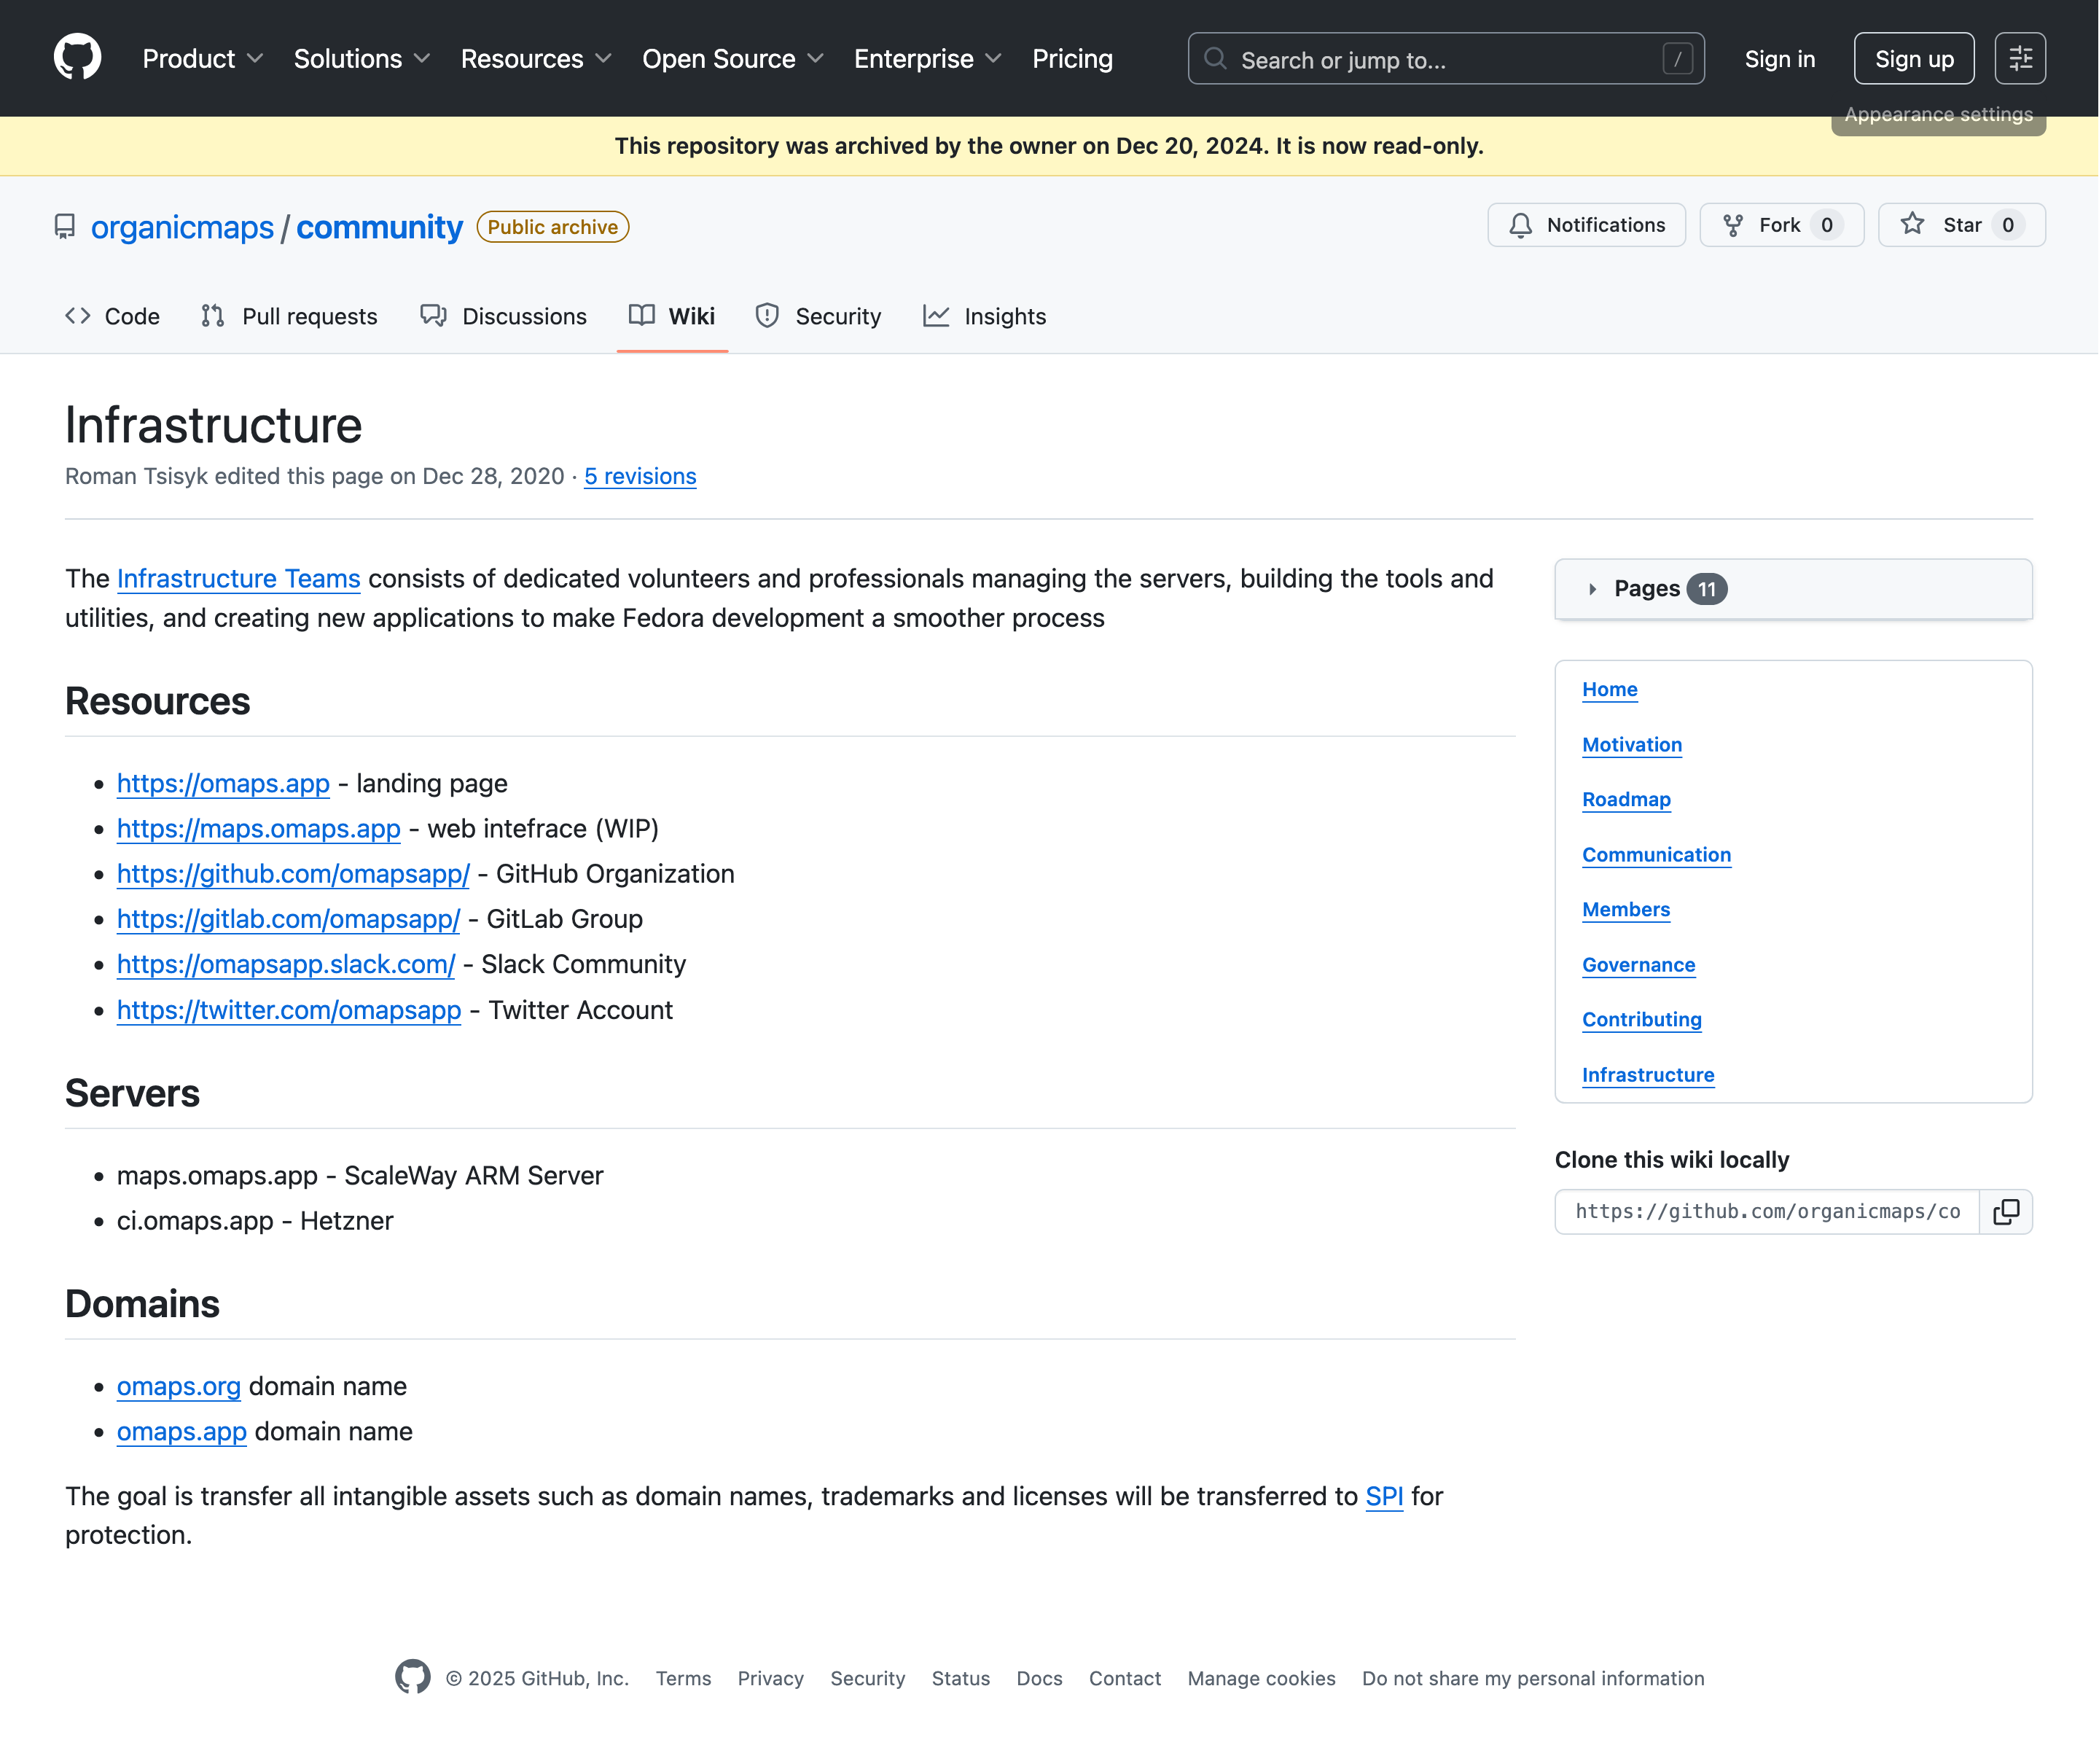 Product Solutions Resources Open Source Enterprise Pricing Search or jump to... / Sign in Sign up
Appearance settings
This repository was archived by the owner on Dec 20, 2024. It is now read-only.
organicmaps / community Public archive Notifications Fork 0 Star 0
Code Pull requests Discussions Wiki Security Insights
Infrastructure
Roman Tsisyk edited this page on Dec 28, 2020 · 5 revisions
The Infrastructure Teams consists of dedicated volunteers and professionals managing the servers, building the tools and
utilities, and creating new applications to make Fedora development a smoother process
Resources
• https://omaps.app - landing page
• https://maps.omaps.app - web intefrace (WIP)
• https://github.com/omapsapp/ - GitHub Organization
• https://gitlab.com/omapsapp/ - GitLab Group
• https://omapsapp.slack.com/ - Slack Community
• https://twitter.com/omapsapp - Twitter Account
Servers
• maps.omaps.app - ScaleWay ARM Server
• ci.omaps.app - Hetzner
Domains
• omaps.org domain name
• omaps.app domain name
The goal is transfer all intangible assets such as domain names, trademarks and licenses will be transferred to SPI for
protection.
Pages 11
Home
Motivation
Roadmap
Communication
Members
Governance
Contributing
Infrastructure
Clone this wiki locally
https://github.com/organicmaps/co
© 2025 GitHub, Inc. Terms Privacy Security Status Docs Contact Manage cookies Do not share my personal information